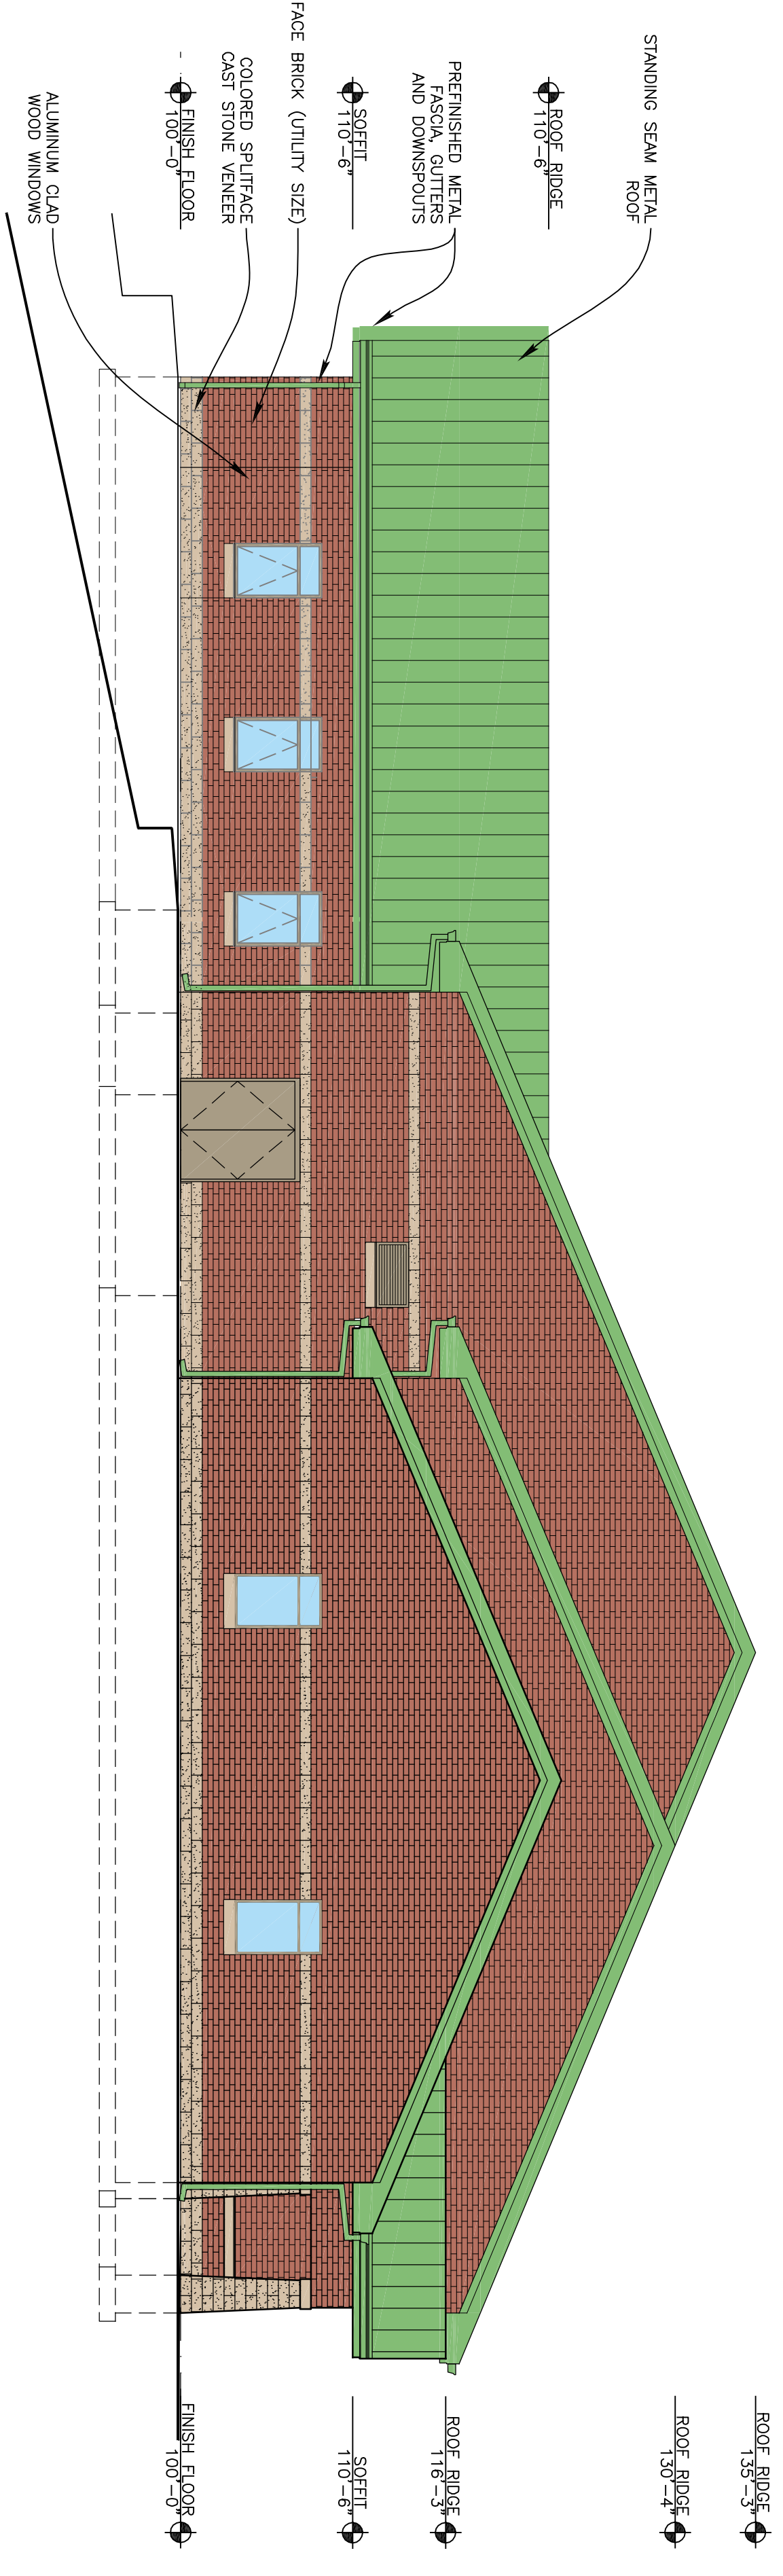 STANDING SEAM METAL
ROOF
ROOF RIDGE
110'-6"
PREFINISHED METAL
FASCIA, GUTTERS
AND DOWNSPOUTS
SOFFIT
110'-6"
FACE BRICK (UTILITY SIZE)
COLORED SPLITFACE
CAST STONE VENEER
FINISH FLOOR
100'-0"
ALUMINUM CLAD
WOOD WINDOWS
ROOF RIDGE
135'-3"
ROOF RIDGE
130'-4"
ROOF RIDGE
116'-3"
SOFFIT
110'-6"
FINISH FLOOR
100'-0"